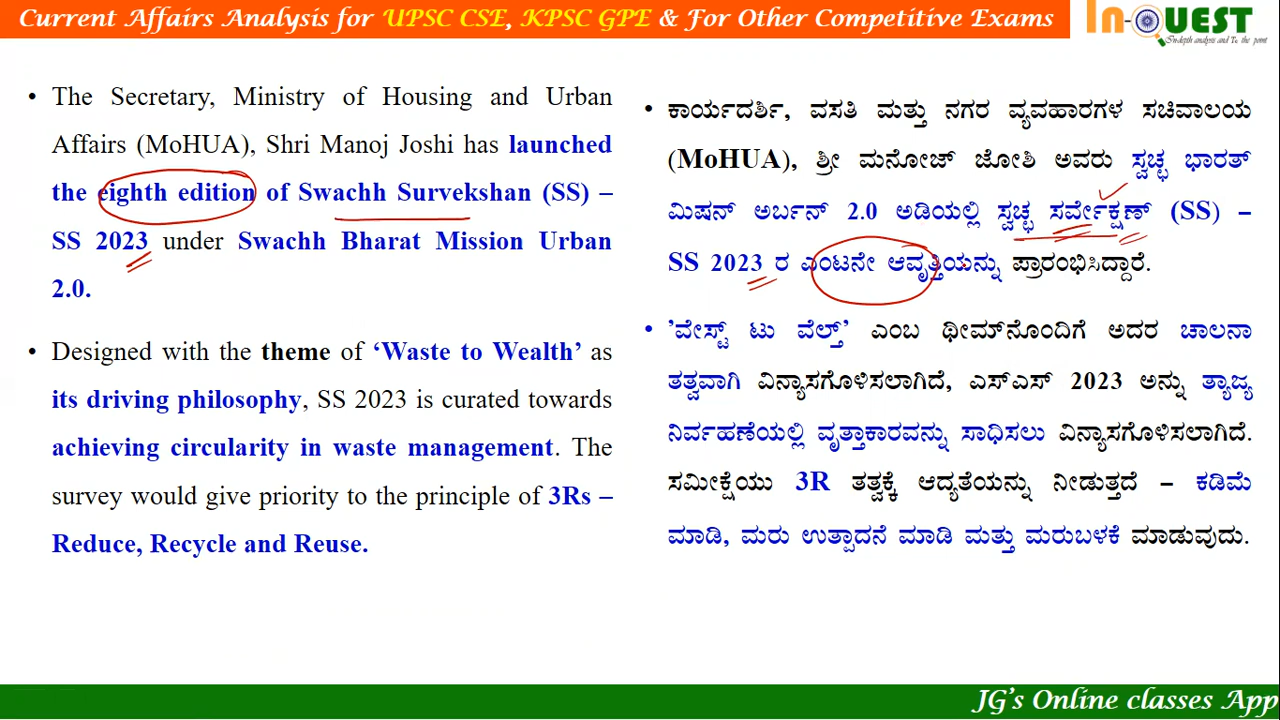 Current Affairs Analysis for UPSC CSE, KPSC GPE & For Other Competitive Exams
In-QUEST
In-depth analysis and To the point
• The Secretary, Ministry of Housing and Urban
Affairs (MoHUA), Shri Manoj Joshi has launched
the eighth edition of Swachh Survekshan (SS) –
SS 2023 under Swachh Bharat Mission Urban
2.0.
• Designed with the theme of ‘Waste to Wealth’ as
its driving philosophy, SS 2023 is curated towards
achieving circularity in waste management. The
survey would give priority to the principle of 3Rs –
Reduce, Recycle and Reuse.
• ಕಾರ್ಯದರ್ಶಿ, ವಸತಿ ಮತ್ತು ನಗರ ವ್ಯವಹಾರಗಳ ಸಚಿವಾಲಯ
(MoHUA), ಶ್ರೀ ಮನೋಜ್ ಜೋಶಿ ಅವರು ಸ್ವಚ್ಛ ಭಾರತ್
ಮಿಷನ್ ಅರ್ಬನ್ 2.0 ಅಡಿಯಲ್ಲಿ ಸ್ವಚ್ಛ ಸರ್ವೇಕ್ಷಣ್ (SS) –
SS 2023 ರ ಎಂಟನೇ ಆವೃತ್ತಿಯನ್ನು ಪ್ರಾರಂಭಿಸಿದ್ದಾರೆ.
• 'ವೇಸ್ಟ್ ಟು ವೆಲ್ತ್' ಎಂಬ ಥೀಮ್‌ನೊಂದಿಗೆ ಅದರ ಚಾಲನಾ
ತತ್ವವಾಗಿ ವಿನ್ಯಾಸಗೊಳಿಸಲಾಗಿದೆ, ಎಸ್ಎಸ್ 2023 ಅನ್ನು ತ್ಯಾಜ್ಯ
ನಿರ್ವಹಣೆಯಲ್ಲಿ ವೃತ್ತಾಕಾರವನ್ನು ಸಾಧಿಸಲು ವಿನ್ಯಾಸಗೊಳಿಸಲಾಗಿದೆ.
ಸಮೀಕ್ಷೆಯು 3R ತತ್ವಕ್ಕೆ ಆದ್ಯತೆಯನ್ನು ನೀಡುತ್ತದೆ – ಕಡಿಮೆ
ಮಾಡಿ, ಮರು ಉತ್ಪಾದನೆ ಮಾಡಿ ಮತ್ತು ಮರುಬಳಕೆ ಮಾಡುವುದು.
JG's Online classes App